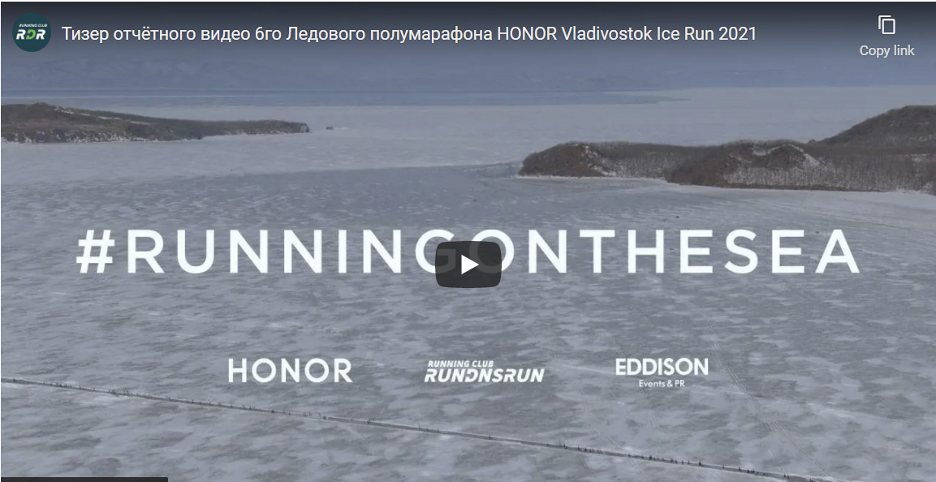 RUNNING CLUB
RDR
Тизер отчётного видео 6го Ледового полумарафона HONOR Vladivostok Ice Run 2021
Copy link
#RUNNINGONTHESEA
HONOR
RUNNING CLUB
RUNDNSRUN
EDDISON
Events & PR